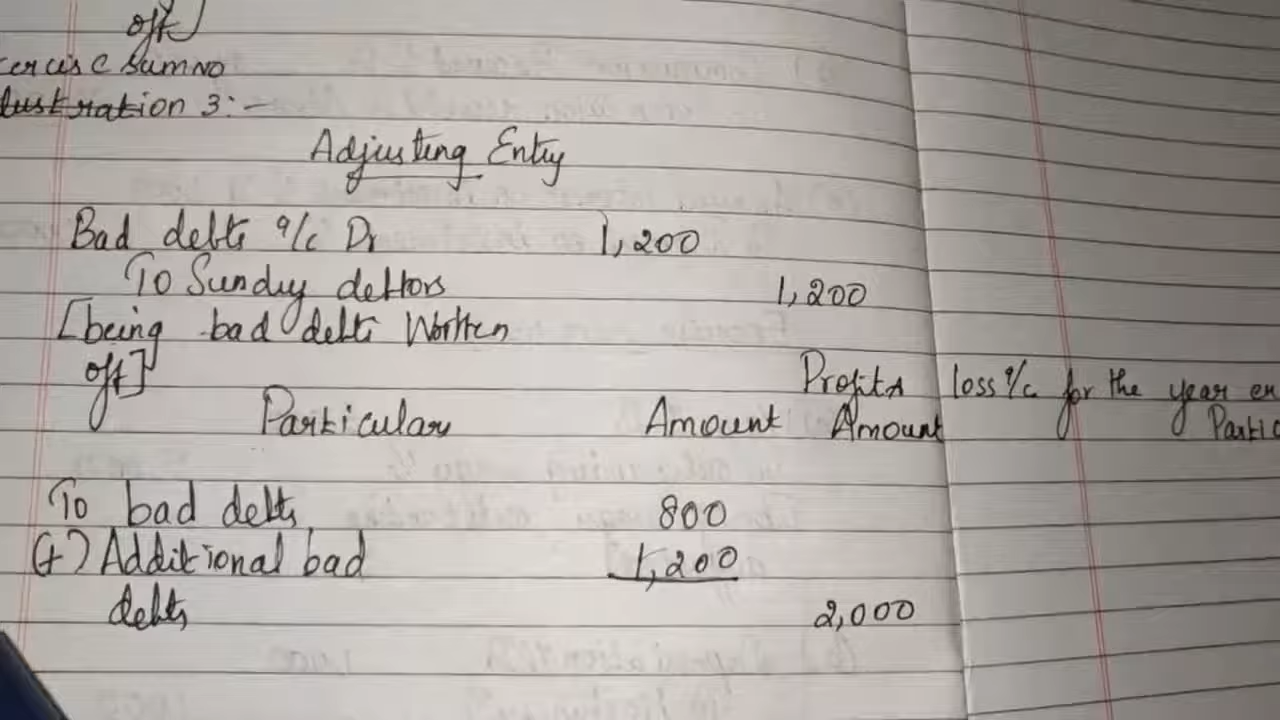 off]
ercise Sum No
lustration 3:-
Adjusting Entry
Bad debts a/c Dr 1,200
To Sundry debtors 1,200
[being bad debts Written
off]
Profit & loss a/c for the year en
Particulars Amount Amount Partic
To bad debts 800
(+) Additional bad 1,200
debts 2,000